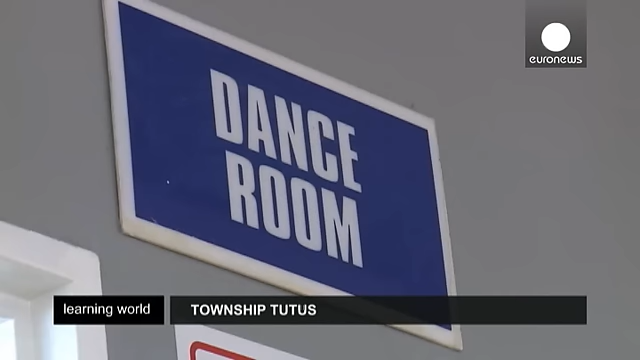 euronews
DANCE
ROOM
learning world
TOWNSHIP TUTUS